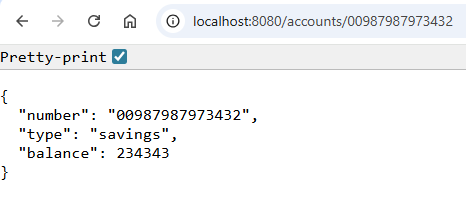 localhost:8080/accounts/00987987973432
Pretty-print
{
  "number": "00987987973432",
  "type": "savings",
  "balance": 234343
}